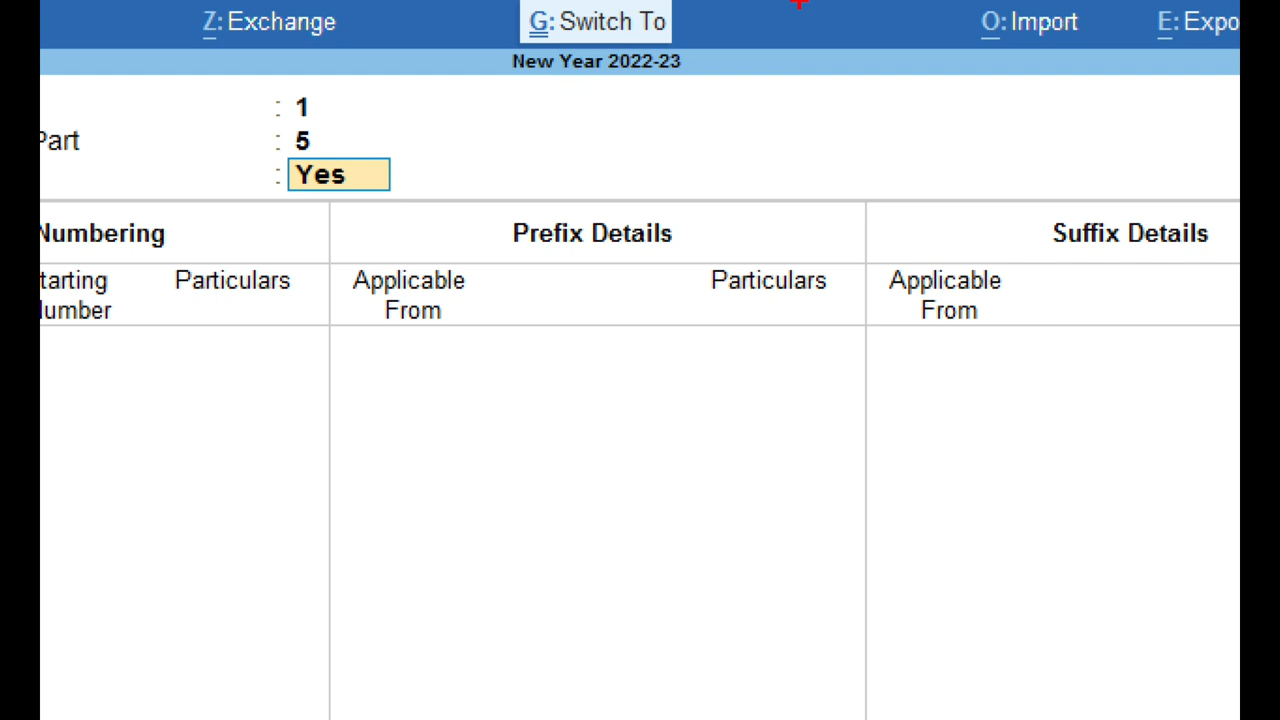 Z: Exchange G: Switch To O: Import E: Expo
New Year 2022-23
: 1
Part : 5
: Yes
Numbering Prefix Details Suffix Details
tarting Particulars Applicable Particulars Applicable
umber From From